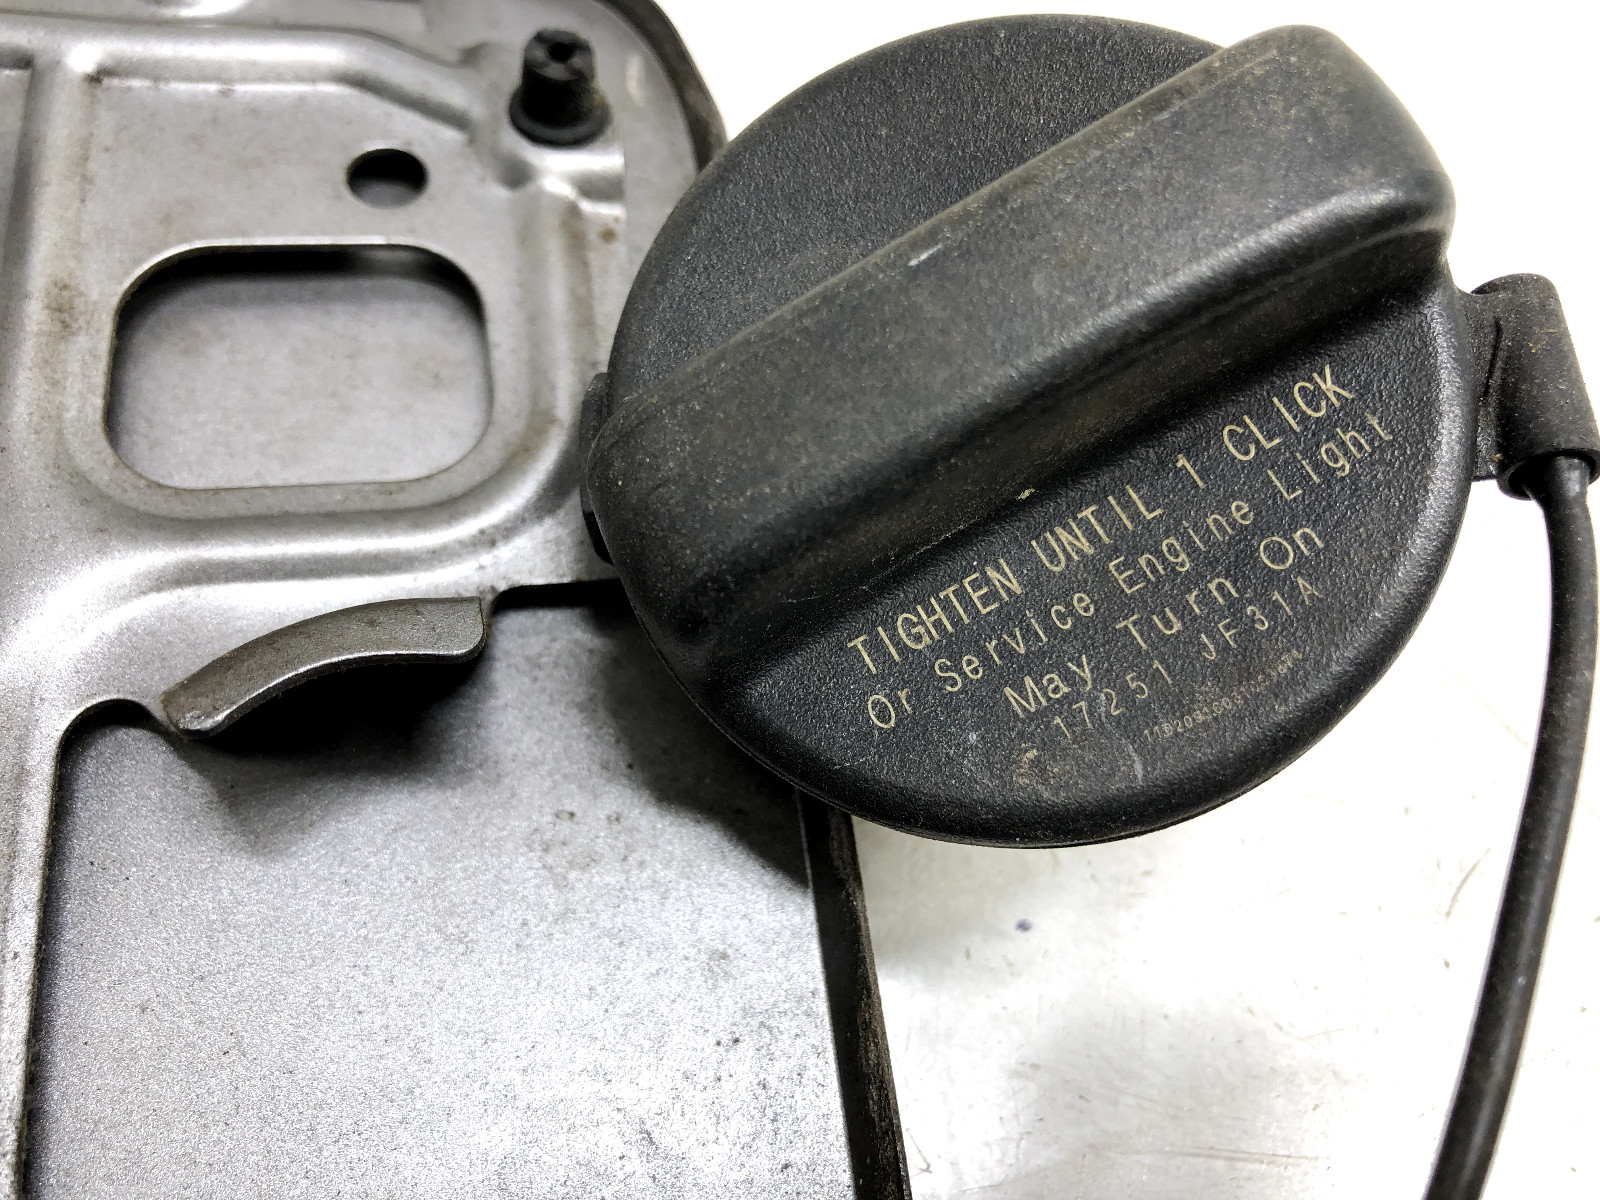 TIGHTEN UNTIL 1 CLICK
Or Service Engine Light
May Turn On
17251 JF31A